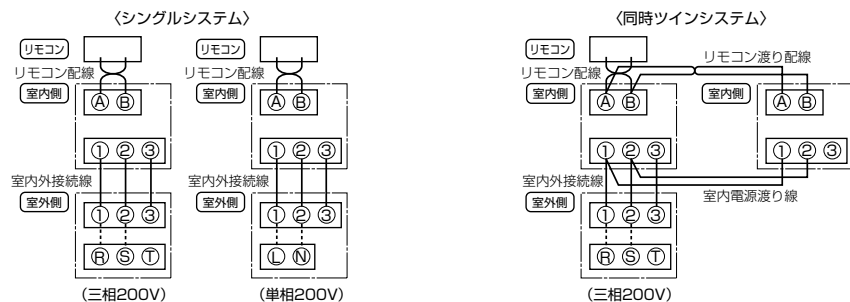 〈シングルシステム〉
リモコン
リモコン配線
室内側
Ⓐ Ⓑ
① ② ③
室内外接続線
室外側
① ② ③
Ⓡ Ⓢ Ⓣ
(三相200V)
リモコン
リモコン配線
室内側
Ⓐ Ⓑ
① ② ③
室内外接続線
室外側
① ② ③
Ⓛ Ⓝ
(単相200V)
〈同時ツインシステム〉
リモコン
リモコン配線
リモコン渡り配線
室内側
Ⓐ Ⓑ
室内側
Ⓐ Ⓑ
① ② ③
① ② ③
室内外接続線
室内電源渡り線
室外側
① ② ③
Ⓡ Ⓢ Ⓣ
(三相200V)